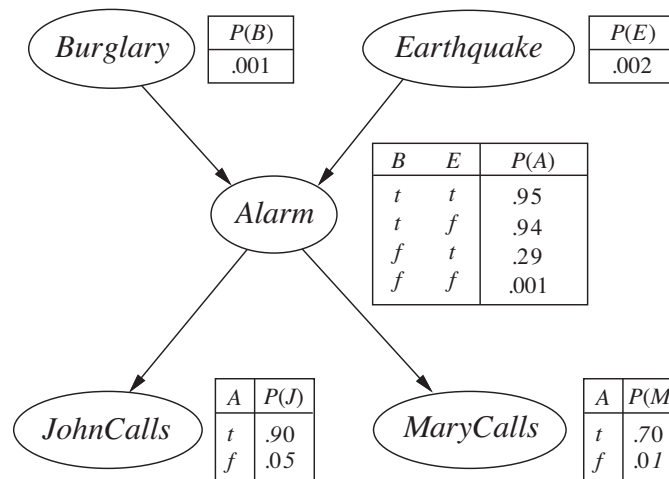 Burglary
P(B)
.001
Earthquake
P(E)
.002
Alarm
B E P(A)
t t .95
t f .94
f t .29
f f .001
JohnCalls
A P(J)
t .90
f .05
MaryCalls
A P(M
t .70
f .01